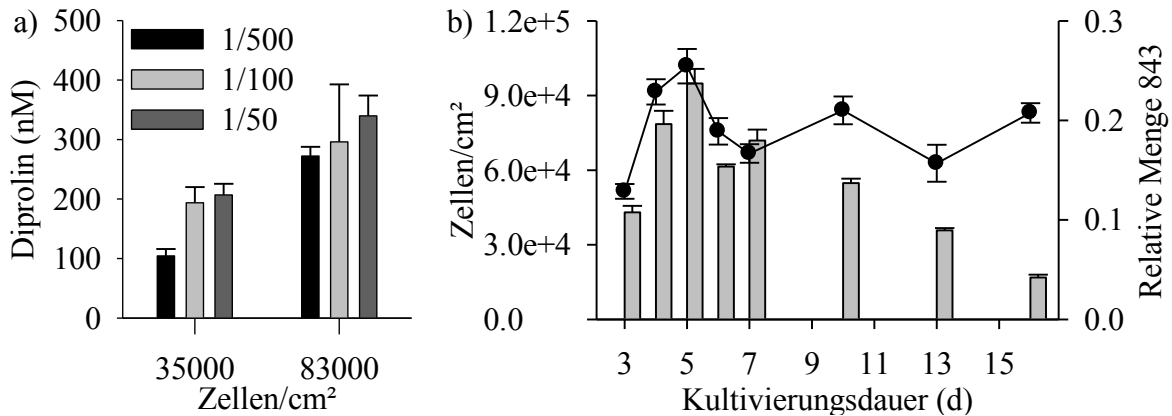 a)
Diprolin (nM)
500
400
300
200
100
0
1/500
1/100
1/50
35000 83000
Zellen/cm²
b)
Zellen/cm²
1.2e+5
9.0e+4
6.0e+4
3.0e+4
0.0
0.3
0.2
0.1
0.0
Relative Menge 843
3 5 7 9 11 13 15
Kultivierungsdauer (d)